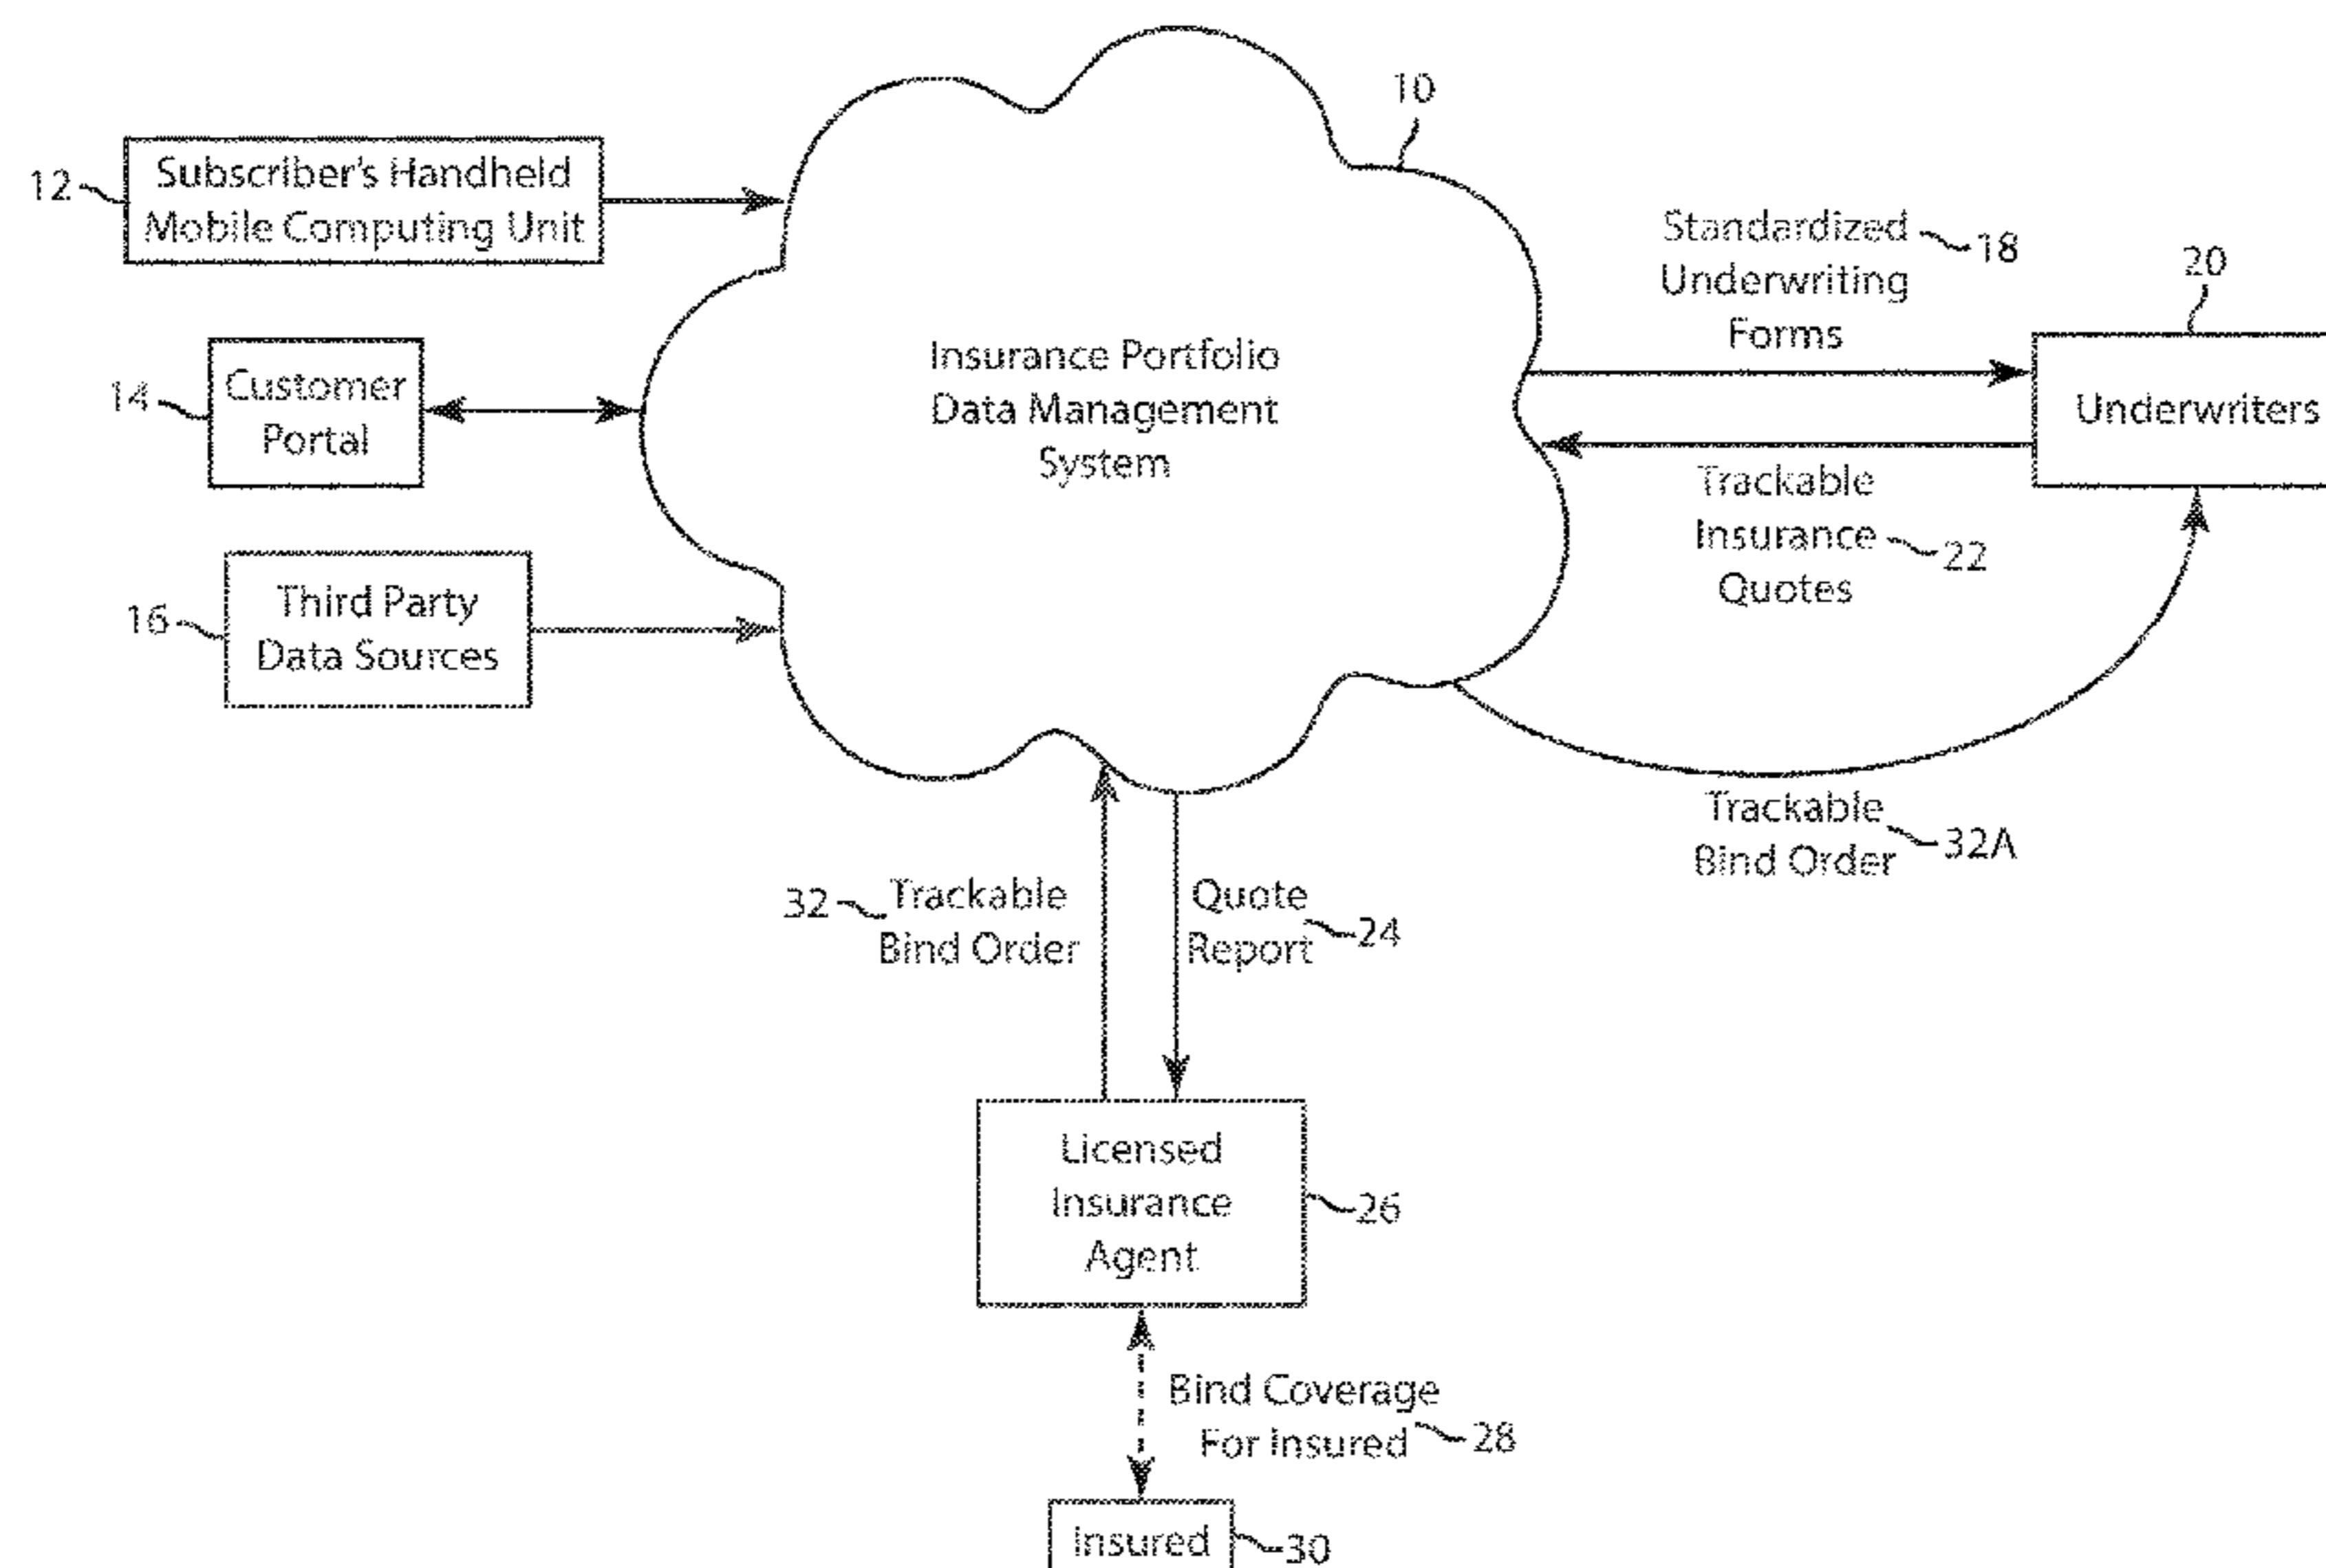 10
12
Subscriber's Handheld
Mobile Computing Unit
Standardized
Underwriting
Forms
18
20
14
Customer
Portal
Insurance Portfolio
Data Management
System
Underwriters
Trackable
Insurance
Quotes
22
16
Third Party
Data Sources
Trackable
Bind Order
32A
32
Trackable
Bind Order
Quote
Report
24
Licensed
Insurance
Agent
26
Bind Coverage
For Insured
28
Insured
30